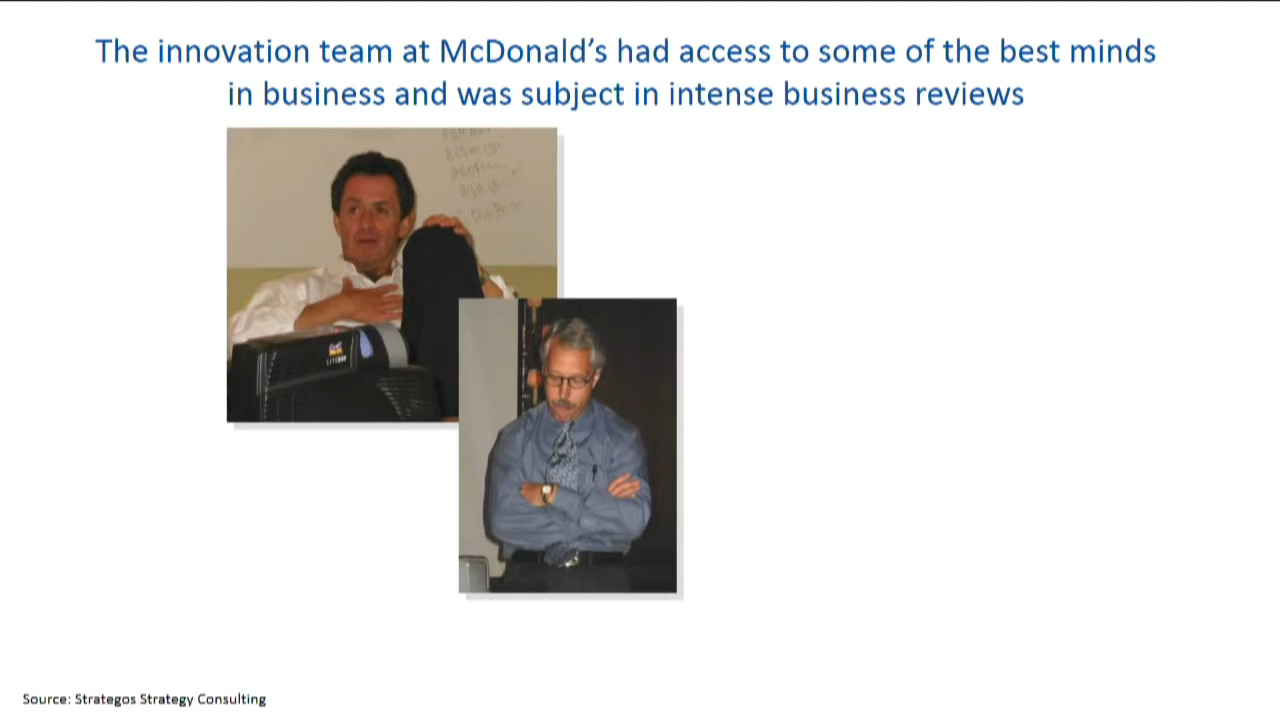 The innovation team at McDonald’s had access to some of the best minds
in business and was subject in intense business reviews
Source: Strategos Strategy Consulting